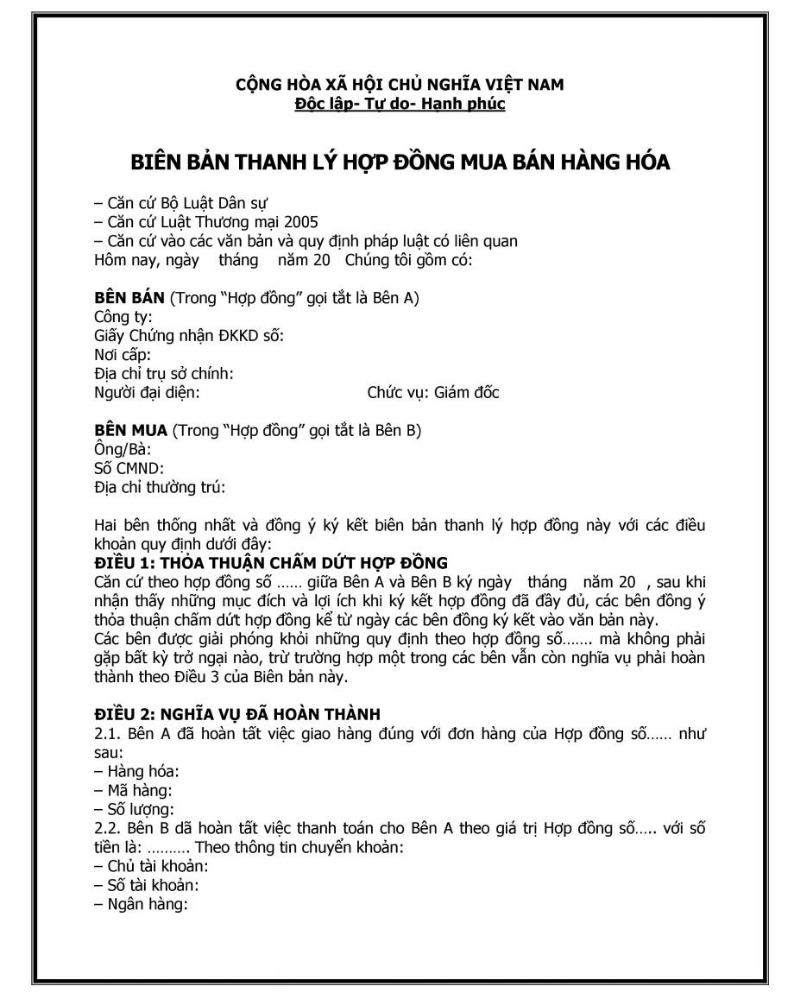 CỘNG HÒA XÃ HỘI CHỦ NGHĨA VIỆT NAM
Độc lập- Tự do- Hạnh phúc
BIÊN BẢN THANH LÝ HỢP ĐỒNG MUA BÁN HÀNG HÓA
– Căn cứ Bộ Luật Dân sự
– Căn cứ Luật Thương mại 2005
– Căn cứ vào các văn bản và quy định pháp luật có liên quan
Hôm nay, ngày tháng năm 20 Chúng tôi gồm có:
BÊN BÁN (Trong “Hợp đồng” gọi tắt là Bên A)
Công ty:
Giấy Chứng nhận ĐKKD số:
Nơi cấp:
Địa chỉ trụ sở chính:
Người đại diện: Chức vụ: Giám đốc
BÊN MUA (Trong “Hợp đồng” gọi tắt là Bên B)
Ông/Bà:
Số CMND:
Địa chỉ thường trú:
Hai bên thống nhất và đồng ý ký kết biên bản thanh lý hợp đồng này với các điều
khoản quy định dưới đây:
ĐIỀU 1: THỎA THUẬN CHẤM DỨT HỢP ĐỒNG
Căn cứ theo hợp đồng số …… giữa Bên A và Bên B ký ngày tháng năm 20 , sau khi
nhận thấy những mục đích và lợi ích khi ký kết hợp đồng đã đầy đủ, các bên đồng ý
thỏa thuận chấm dứt hợp đồng kể từ ngày các bên đồng ký kết vào văn bản này.
Các bên được giải phóng khỏi những quy định theo hợp đồng số……. mà không phải
gặp bất kỳ trở ngại nào, trừ trường hợp một trong các bên vẫn còn nghĩa vụ phải hoàn
thành theo Điều 3 của Biên bản này.
ĐIỀU 2: NGHĨA VỤ ĐÃ HOÀN THÀNH
2.1. Bên A đã hoàn tất việc giao hàng đúng với đơn hàng của Hợp đồng số…… như
sau:
– Hàng hóa:
– Mã hàng:
– Số lượng:
2.2. Bên B dã hoàn tất việc thanh toán cho Bên A theo giá trị Hợp đồng số….. với số
tiền là: ………. Theo thông tin chuyển khoản:
– Chủ tài khoản:
– Số tài khoản:
– Ngân hàng: